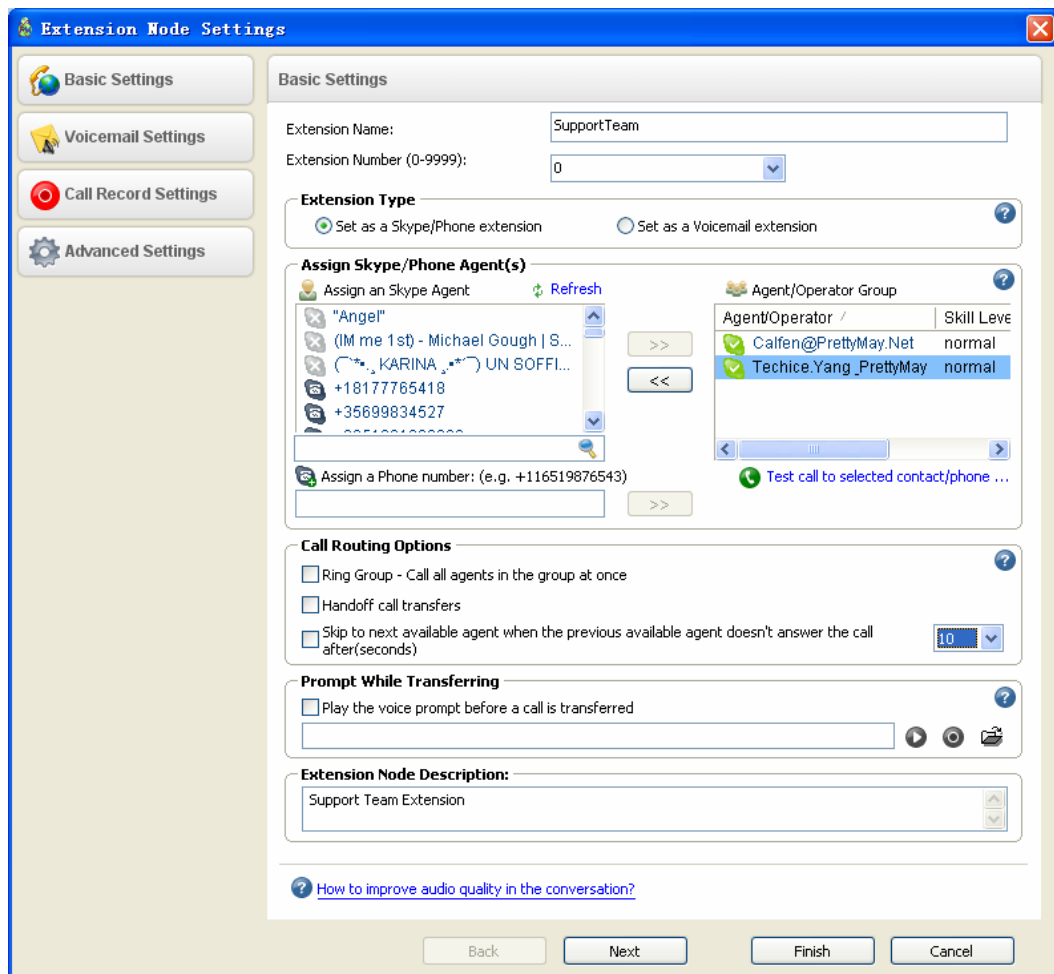 Extension Node Settings
Basic Settings
Voicemail Settings
Call Record Settings
Advanced Settings
Basic Settings
Extension Name:
SupportTeam
Extension Number (0-9999):
0
Extension Type
Set as a Skype/Phone extension
Set as a Voicemail extension
Assign Skype/Phone Agent(s)
Assign an Skype Agent
Refresh
"Angel"
(IM me 1st) - Michael Gough | S...
KARINA UN SOFFI...
+18177765418
+35699834527
>>
<<
Agent/Operator Group
Agent/Operator
Skill Leve
Calfen@PrettyMay.Net
normal
Techice.Yang_PrettyMay
normal
Assign a Phone number: (e.g. +116519876543)
>>
Test call to selected contact/phone ...
Call Routing Options
Ring Group - Call all agents in the group at once
Handoff call transfers
Skip to next available agent when the previous available agent doesn't answer the call
after(seconds)
10
Prompt While Transferring
Play the voice prompt before a call is transferred
Extension Node Description:
Support Team Extension
How to improve audio quality in the conversation?
Back
Next
Finish
Cancel